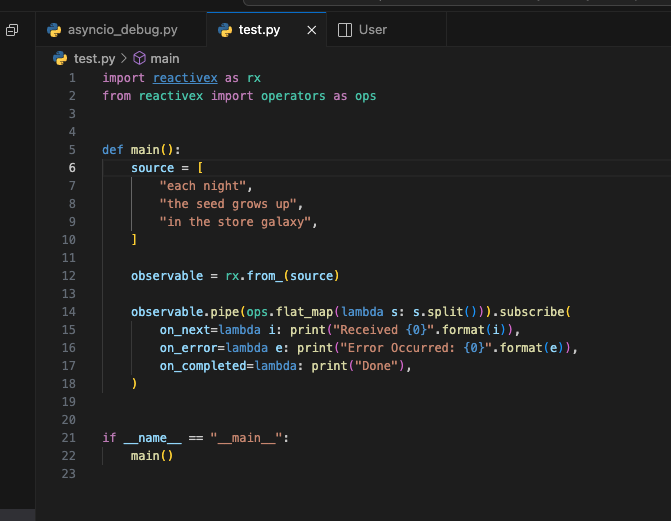 asyncio_debug.py test.py User
test.py > main
1 import reactivex as rx
2 from reactivex import operators as ops
3
4
5 def main():
6     source = [
7         "each night",
8         "the seed grows up",
9         "in the store galaxy",
10     ]
11
12     observable = rx.from_(source)
13
14     observable.pipe(ops.flat_map(lambda s: s.split())).subscribe(
15         on_next=lambda i: print("Received {0}".format(i)),
16         on_error=lambda e: print("Error Occurred: {0}".format(e)),
17         on_completed=lambda: print("Done"),
18     )
19
20
21 if __name__ == "__main__":
22     main()
23